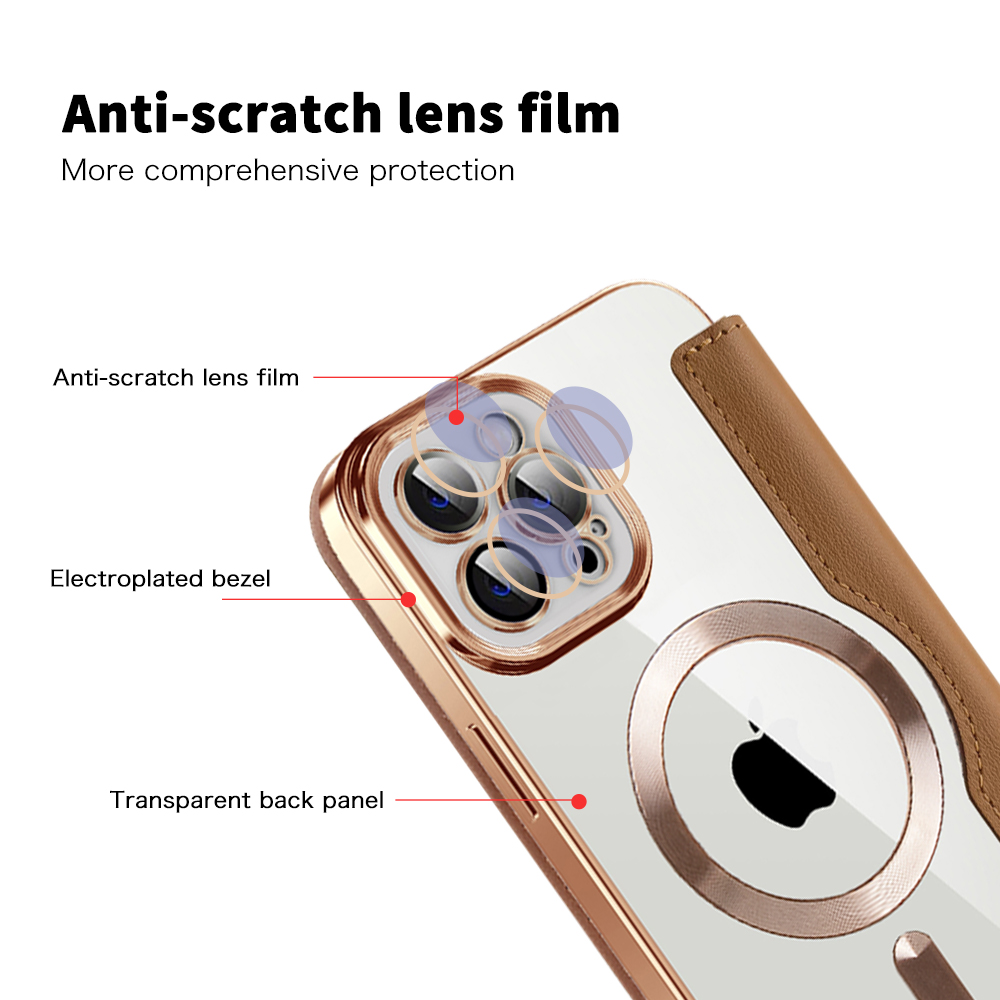 Anti-scratch lens film
More comprehensive protection
Anti-scratch lens film
Electroplated bezel
Transparent back panel